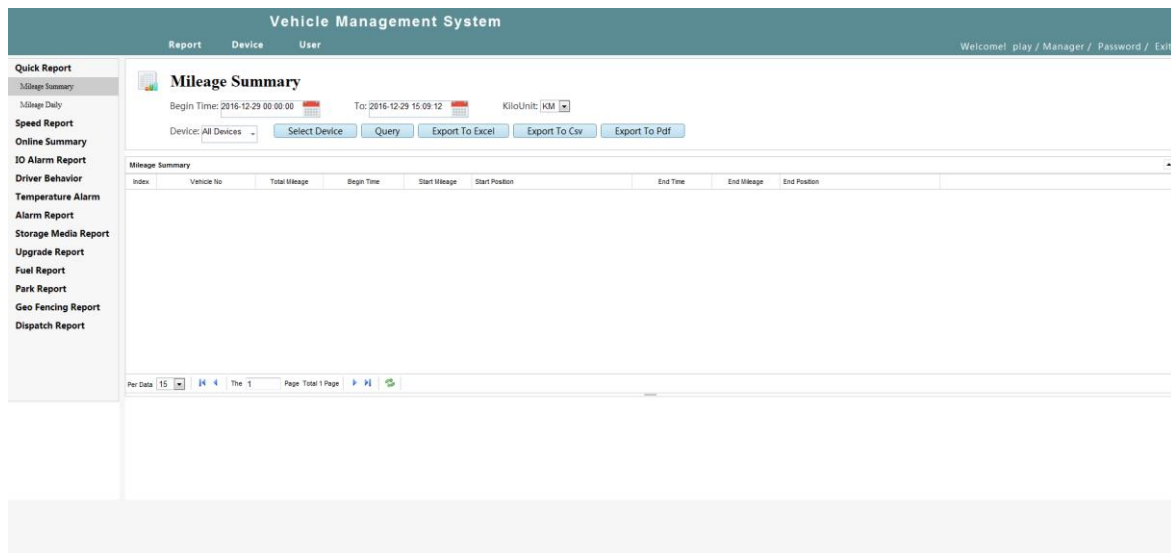 Vehicle Management System
Report Device User
Welcome! play / Manager / Password / Exit
Quick Report
Mileage Summary
Mileage Daily
Speed Report
Online Summary
IO Alarm Report
Driver Behavior
Temperature Alarm
Alarm Report
Storage Media Report
Upgrade Report
Fuel Report
Park Report
Geo Fencing Report
Dispatch Report
Mileage Summary
Begin Time: 2016-12-29 00:00:00 To: 2016-12-29 15:09:12 KiloUnit: KM
Device: All Devices Select Device Query Export To Excel Export To Csv Export To Pdf
Mileage Summary
Index Vehicle No Total Mileage Begin Time Start Mileage Start Position End Time End Mileage End Position
Per Data 15 The 1 Page Total 1 Page